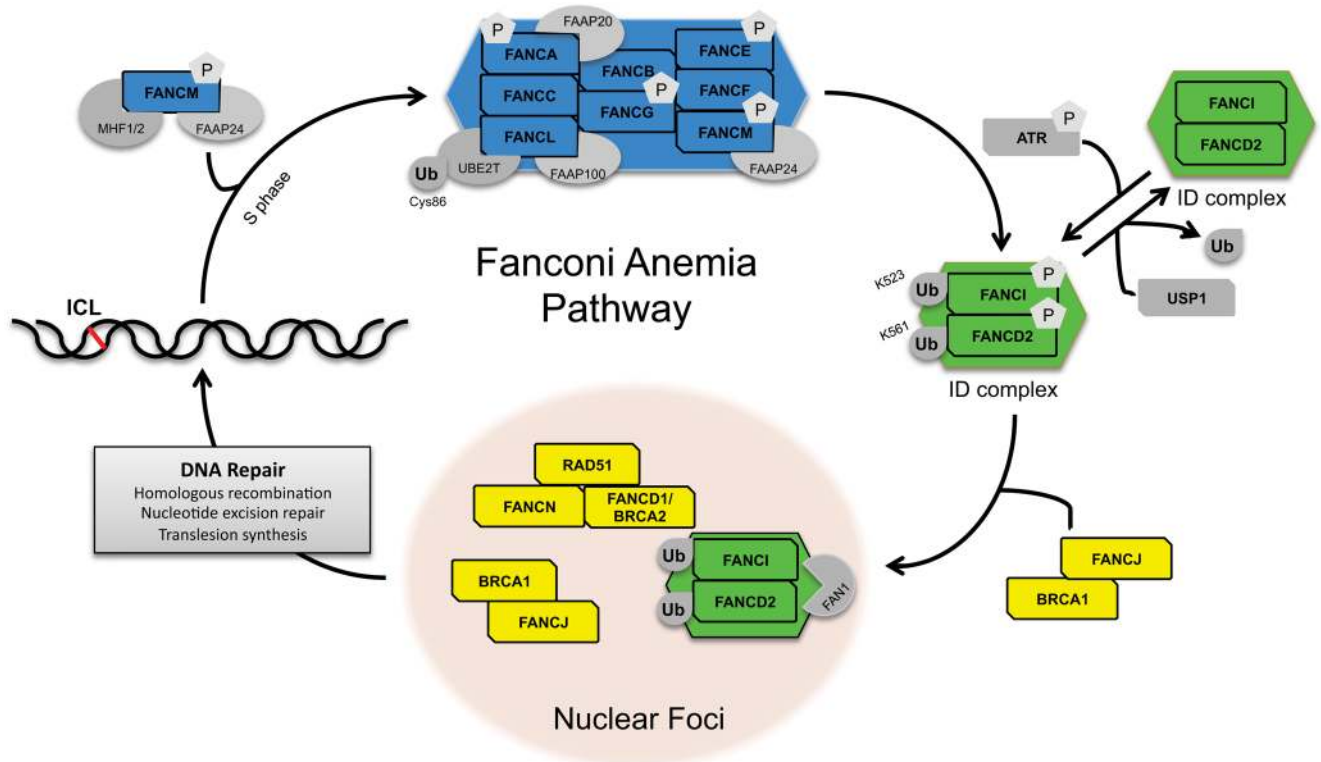 P
FANCM
MHF1/2
FAAP24
S phase
FAAP20
P
FANCA
FANCC
FANCL
FANCB
FANCG
P
P
FANCE
FANCF
P
FANCM
Ub
Cys86
UBE2T
FAAP100
FAAP24
Fanconi Anemia
Pathway
ATR
P
FANCI
FANCD2
ID complex
Ub
USP1
K523
Ub
FANCI
P
K561
Ub
FANCD2
P
ID complex
FANCJ
BRCA1
RAD51
FANCN
FANCD1/
BRCA2
BRCA1
FANCJ
Ub
FANCI
Ub
FANCD2
FAN1
Nuclear Foci
DNA Repair
Homologous recombination
Nucleotide excision repair
Translesion synthesis
ICL